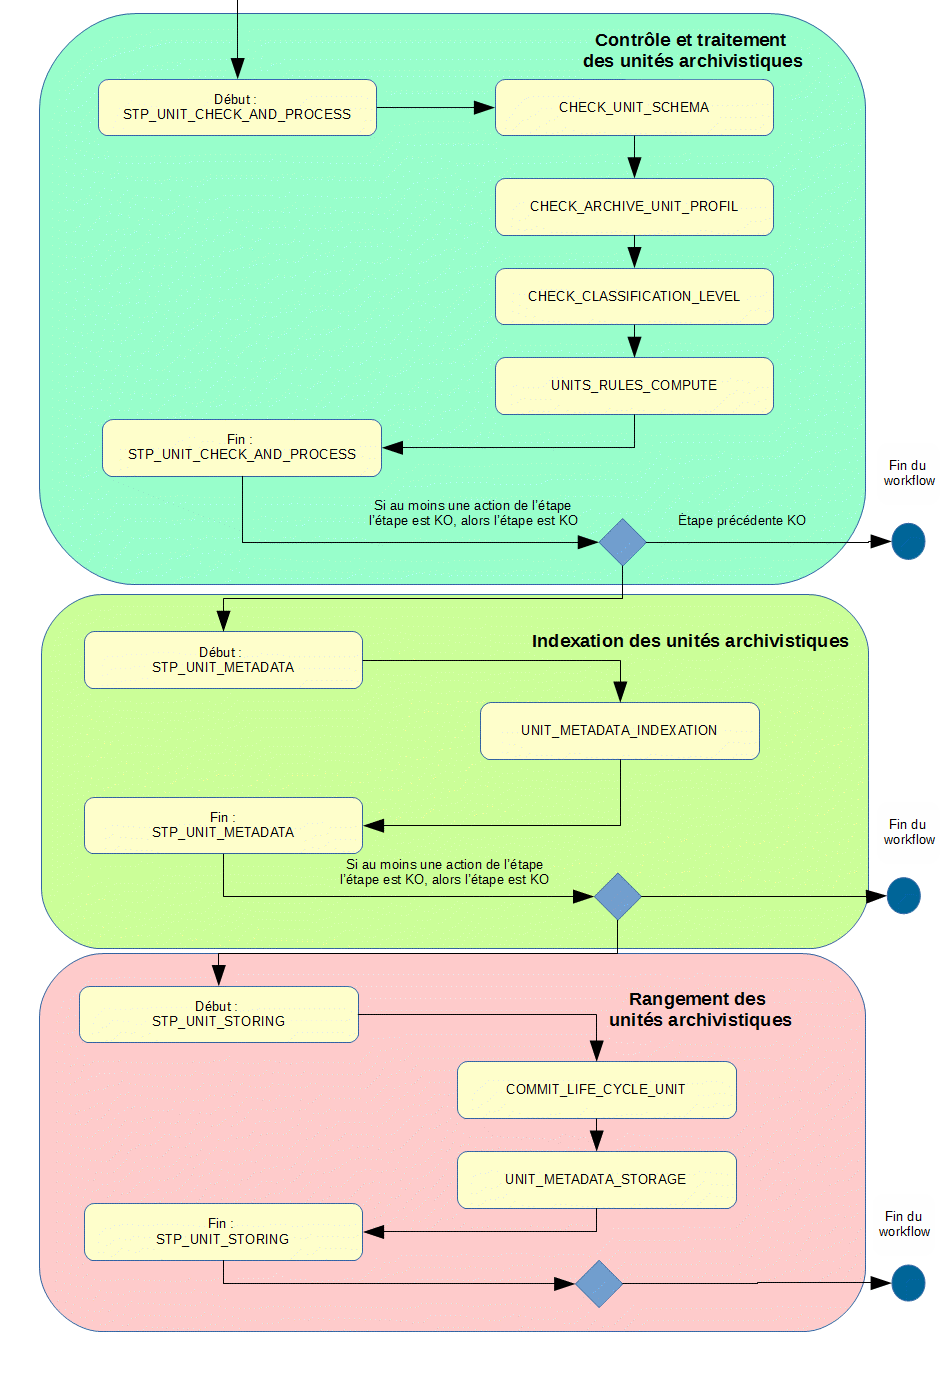 Contrôle et traitement
des unités archivistiques
Début :
STP_UNIT_CHECK_AND_PROCESS
CHECK_UNIT_SCHEMA
CHECK_ARCHIVE_UNIT_PROFIL
CHECK_CLASSIFICATION_LEVEL
UNITS_RULES_COMPUTE
Fin :
STP_UNIT_CHECK_AND_PROCESS
Fin du
workflow
Si au moins une action de l'étape
l'étape est KO, alors l'étape est KO
Étape précédente KO
Indexation des unités archivistiques
Début :
STP_UNIT_METADATA
UNIT_METADATA_INDEXATION
Fin :
STP_UNIT_METADATA
Fin du
workflow
Si au moins une action de l'étape
l'étape est KO, alors l'étape est KO
Rangement des
unités archivistiques
Début :
STP_UNIT_STORING
COMMIT_LIFE_CYCLE_UNIT
UNIT_METADATA_STORAGE
Fin :
STP_UNIT_STORING
Fin du
workflow